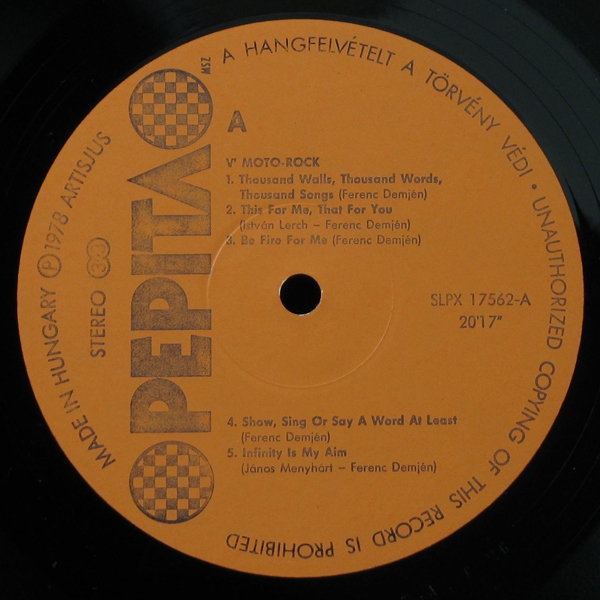 A HANGFELVÉTELT A TÖRVÉNY VÉDI • UNAUTHORIZED COPYING OF THIS RECORD IS PROHIBITED
MADE IN HUNGARY Ⓟ 1978 ARTISJUS
STEREO 33
PEPITA
MSZ
A
V' MOTO-ROCK
1. Thousand Walls, Thousand Words,
Thousand Songs (Ferenc Demjén)
2. This For Me, That For You
(István Lerch – Ferenc Demjén)
3. Be Fire For Me (Ferenc Demjén)
SLPX 17562-A
20'17"
4. Show, Sing Or Say A Word At Least
(Ferenc Demjén)
5. Infinity Is My Aim
(János Menyhárt – Ferenc Demjén)